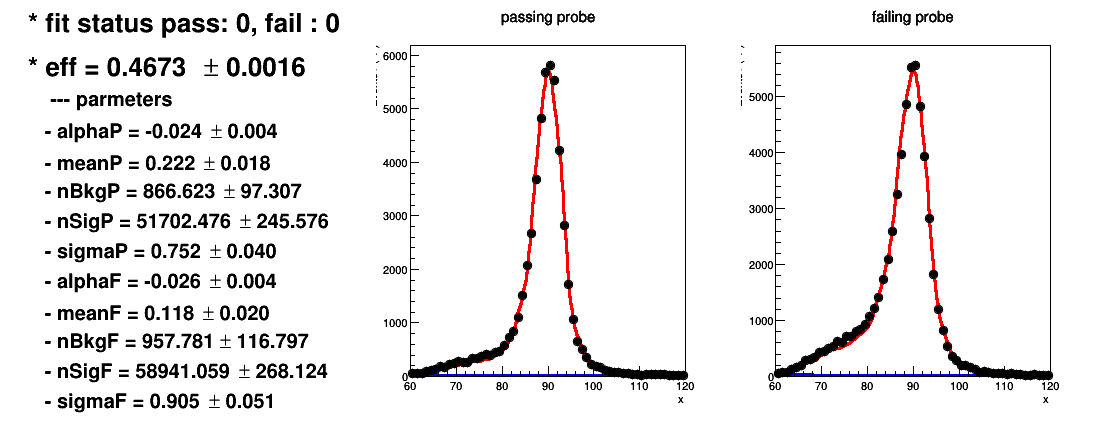 * fit status pass: 0, fail : 0
* eff = 0.4673 ± 0.0016
--- parmeters
- alphaP = -0.024 ± 0.004
- meanP = 0.222 ± 0.018
- nBkgP = 866.623 ± 97.307
- nSigP = 51702.476 ± 245.576
- sigmaP = 0.752 ± 0.040
- alphaF = -0.026 ± 0.004
- meanF = 0.118 ± 0.020
- nBkgF = 957.781 ± 116.797
- nSigF = 58941.059 ± 268.124
- sigmaF = 0.905 ± 0.051
passing probe
6000
5000
4000
3000
2000
1000
0
60 70 80 90 100 110 120
x
failing probe
5000
4000
3000
2000
1000
0
60 70 80 90 100 110 120
x